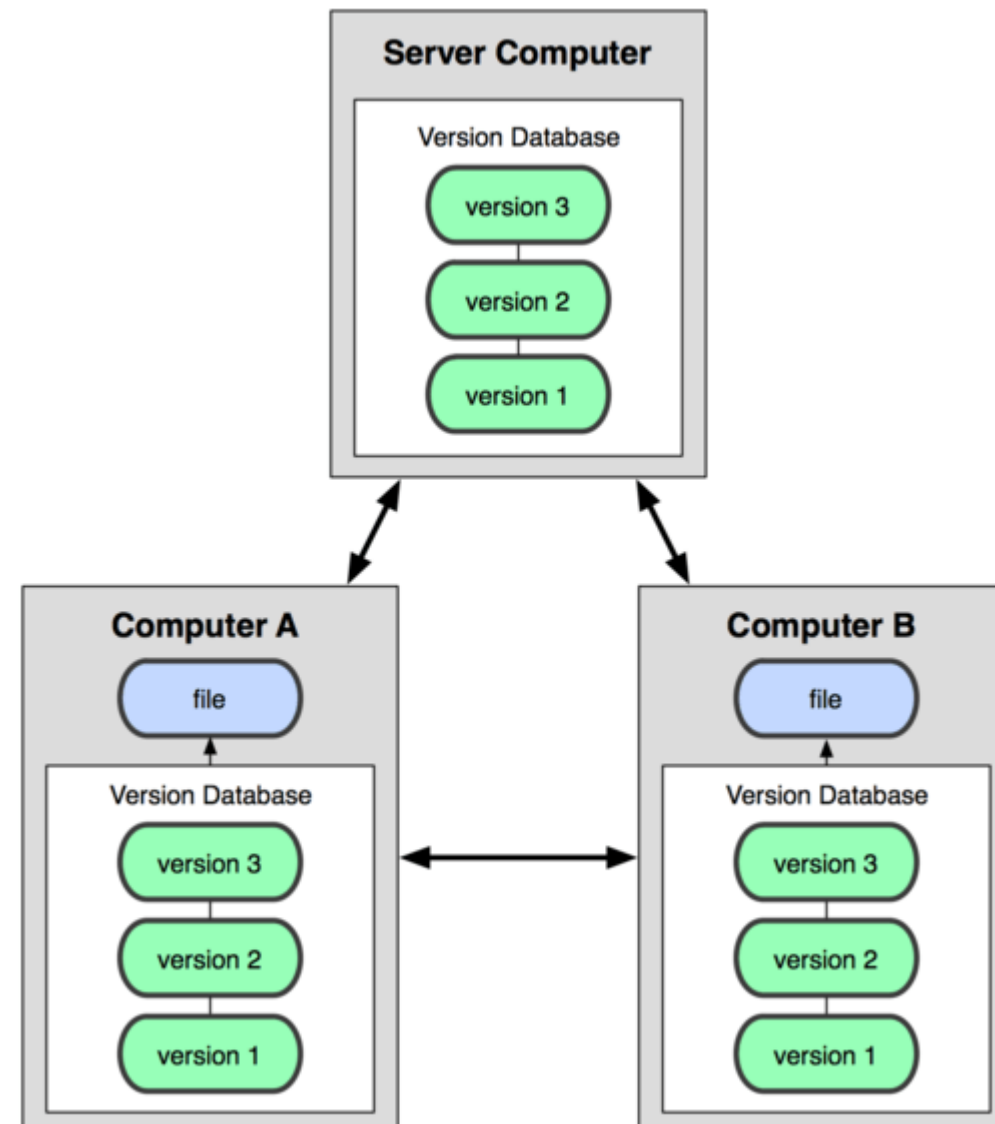 Server Computer
Version Database
version 3
version 2
version 1
Computer A
file
Version Database
version 3
version 2
version 1
Computer B
file
Version Database
version 3
version 2
version 1